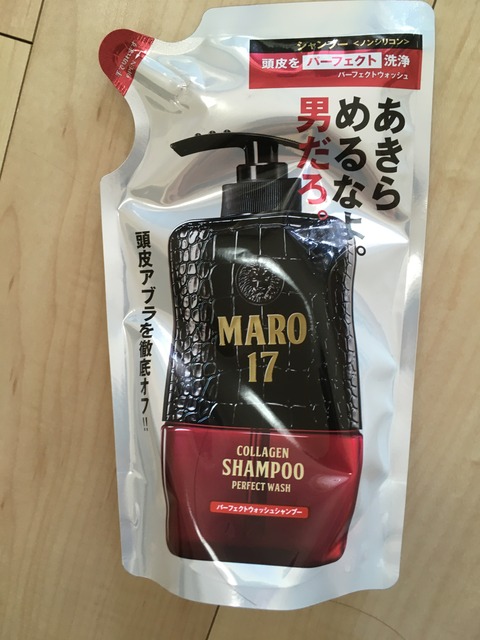 シャンプー<ノンシリコン>
頭皮をパーフェクト洗浄
パーフェクトウォッシュ
あきら
めるなよ。
男だろ。
頭皮アブラを徹底オフ!!
MARO
17
COLLAGEN
SHAMPOO
PERFECT WASH
パーフェクトウォッシュシャンプー